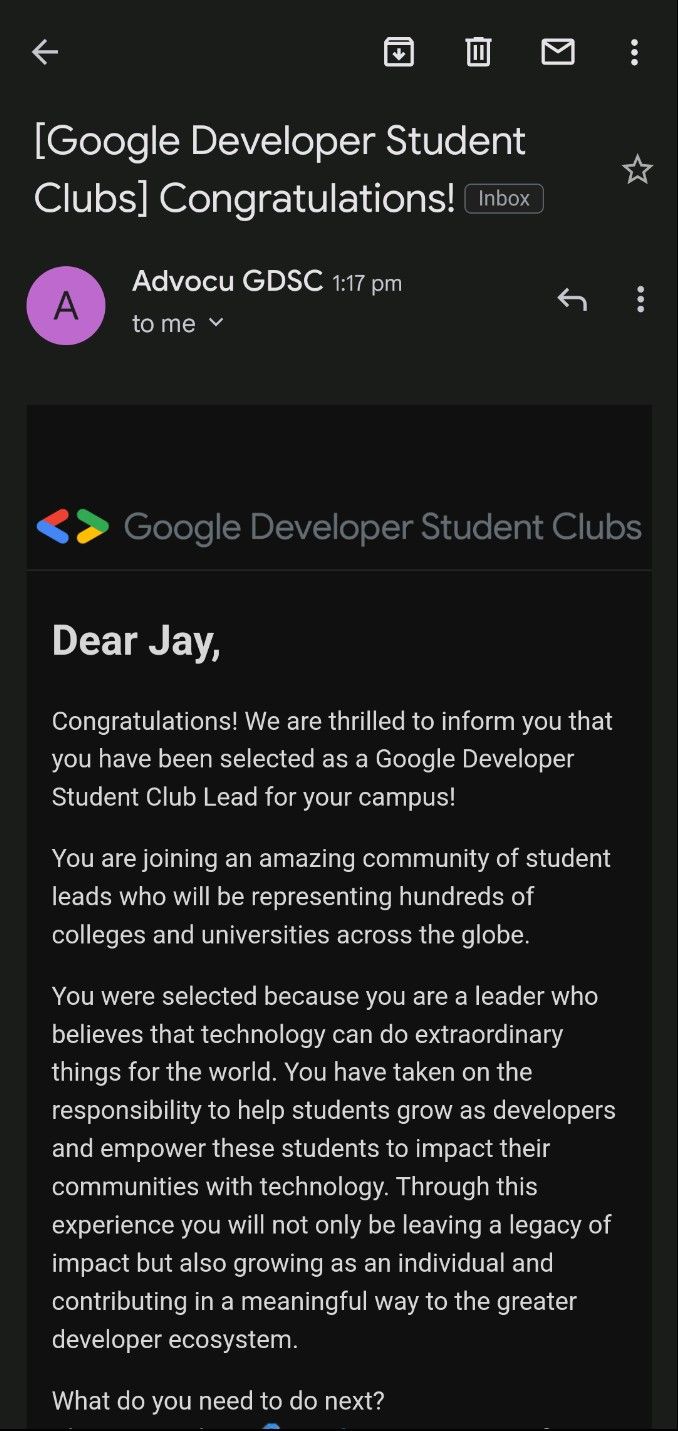 [Google Developer Student
Clubs] Congratulations! Inbox
A
Advocu GDSC 1:17 pm
to me
Google Developer Student Clubs
Dear Jay,
Congratulations! We are thrilled to inform you that
you have been selected as a Google Developer
Student Club Lead for your campus!
You are joining an amazing community of student
leads who will be representing hundreds of
colleges and universities across the globe.
You were selected because you are a leader who
believes that technology can do extraordinary
things for the world. You have taken on the
responsibility to help students grow as developers
and empower these students to impact their
communities with technology. Through this
experience you will not only be leaving a legacy of
impact but also growing as an individual and
contributing in a meaningful way to the greater
developer ecosystem.
What do you need to do next?